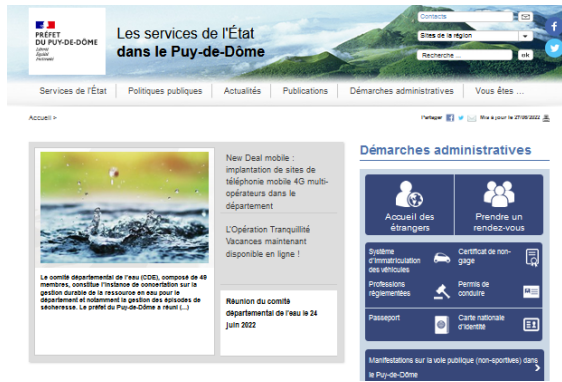 PRÉFET
DU PUY-DE-DÔME
Liberté
Égalité
Fraternité
Les services de l'État
dans le Puy-de-Dôme
Contacts
Sites de la région
Recherche ...
ok
Services de l'État
Politiques publiques
Actualités
Publications
Démarches administratives
Vous êtes ...
Accueil >
Partager
Mis à jour le 27/06/2022
New Deal mobile :
implantation de sites de
téléphonie mobile 4G multi-
opérateurs dans le
département
L'Opération Tranquillité
Vacances maintenant
disponible en ligne !
Réunion du comité
départemental de l'eau le 24
juin 2022
Le comité départemental de l'eau (CDE), composé de 49
membres, constitue l'instance de concertation sur la
gestion durable de la ressource en eau pour le
département et notamment la gestion des épisodes de
sécheresse. Le préfet du Puy-de-Dôme a réuni (...)
Démarches administratives
Accueil des
étrangers
Prendre un
rendez-vous
Système
d'immatriculation
des véhicules
Certificat de non-
gage
Professions
réglementées
Permis de
conduire
Passeport
Carte nationale
d'identité
Manifestations sur la voie publique (non-sportives) dans
le Puy-de-Dôme